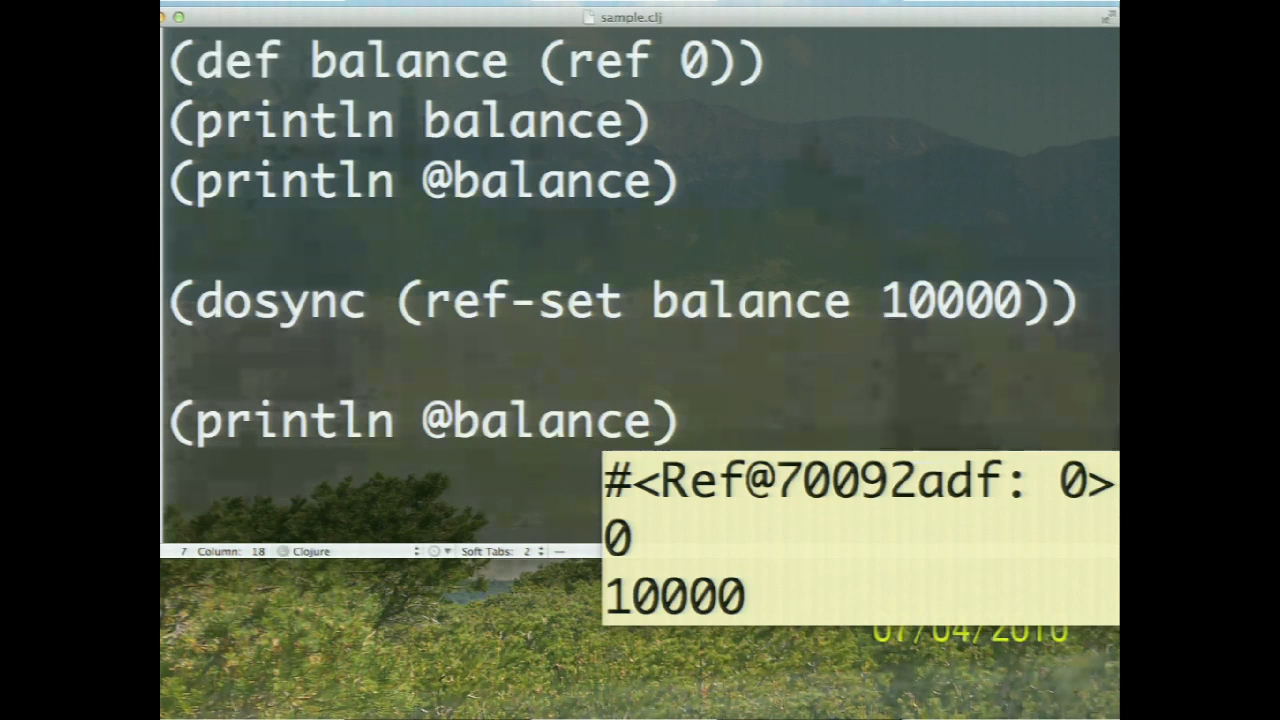 sample.clj
(def balance (ref 0))
(println balance)
(println @balance)
(dosync (ref-set balance 10000))
(println @balance)
#<Ref@70092adf: 0>
0
10000
7 Column: 18 Clojure Soft Tabs: 2
07/04/2010